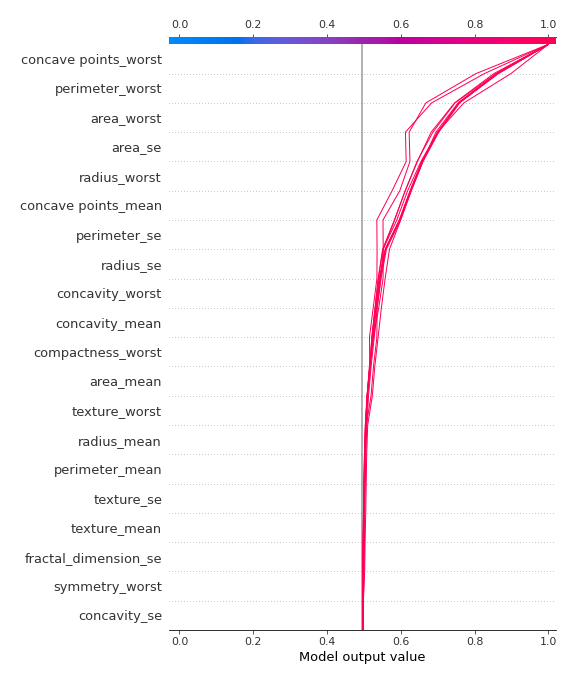 0.0 0.2 0.4 0.6 0.8 1.0
concave points_worst
perimeter_worst
area_worst
area_se
radius_worst
concave points_mean
perimeter_se
radius_se
concavity_worst
concavity_mean
compactness_worst
area_mean
texture_worst
radius_mean
perimeter_mean
texture_se
texture_mean
fractal_dimension_se
symmetry_worst
concavity_se
0.0 0.2 0.4 0.6 0.8 1.0
Model output value